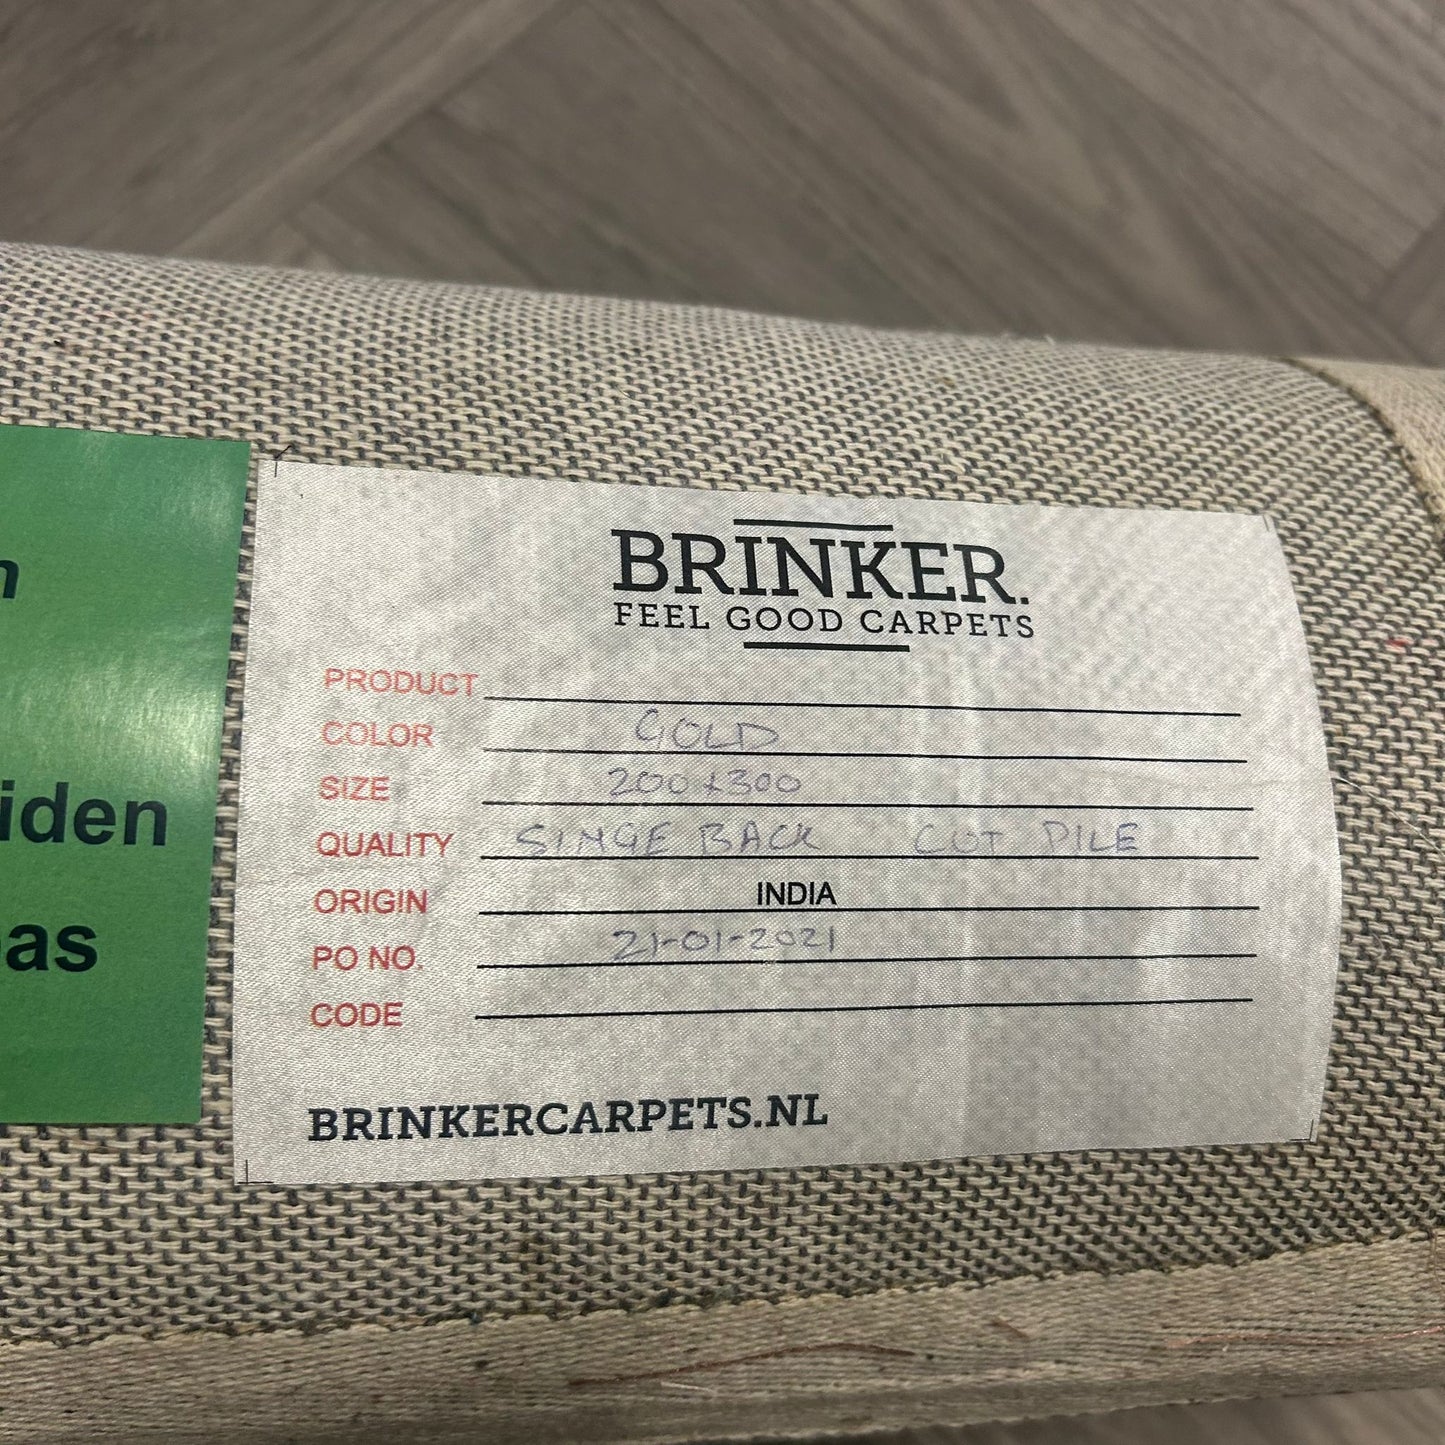 n
iden
as
BRINKER.
FEEL GOOD CARPETS
PRODUCT
COLOR GOLD
SIZE 200x300
QUALITY SINGE BACK CUT PILE
ORIGIN INDIA
PO NO. 21-01-2021
CODE
BRINKERCARPETS.NL